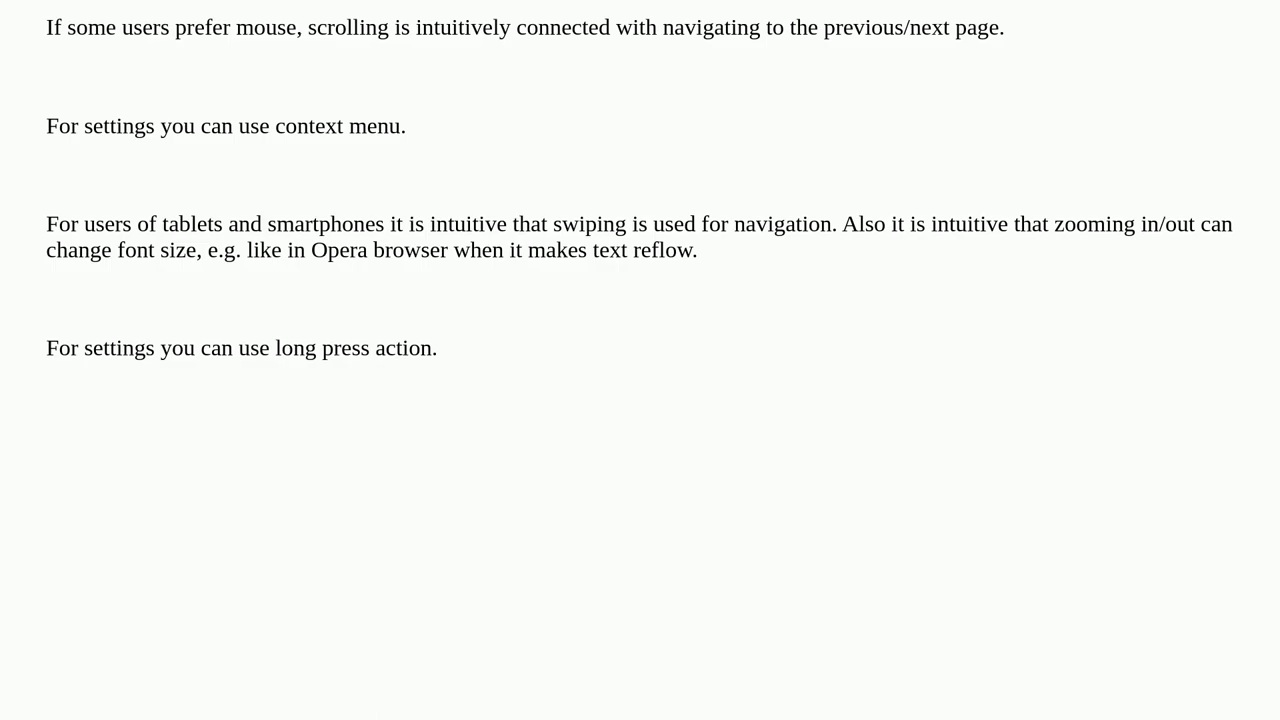 If some users prefer mouse, scrolling is intuitively connected with navigating to the previous/next page.
For settings you can use context menu.
For users of tablets and smartphones it is intuitive that swiping is used for navigation. Also it is intuitive that zooming in/out can
change font size, e.g. like in Opera browser when it makes text reflow.
For settings you can use long press action.